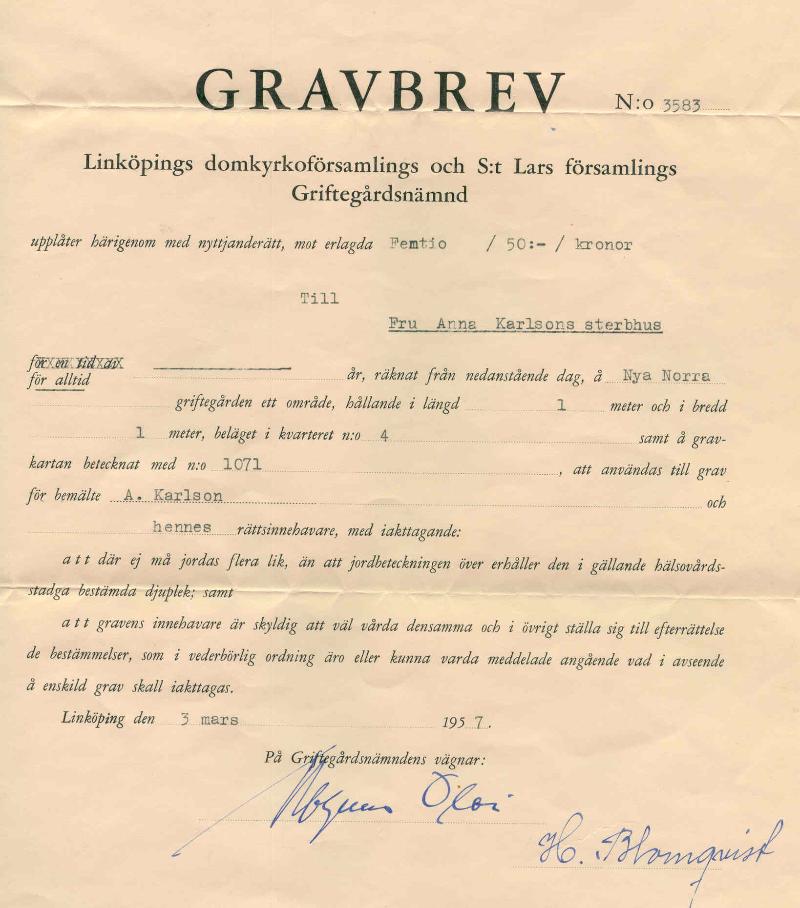 GRAVBREV N:o 3583
Linköpings domkyrkoförsamlings och S:t Lars församlings
Griftegårdsnämnd
upplåter härigenom med nyttjanderätt, mot erlagda Femtio / 50:- / kronor
Till
Fru Anna Karlsons sterbhus
för en tid av
för alltid år, räknat från nedanstående dag, å Nya Norra
griftegården ett område, hållande i längd 1 meter och i bredd
1 meter, beläget i kvarteret n:o 4 samt å grav-
kartan betecknat med n:o 1071 , att användas till grav
för bemälte A. Karlson och
hennes rättsinnehavare, med iakttagande:
att där ej må jordas flera lik, än att jordbeteckningen över erhåller den i gällande hälsovårds-
stadga bestämda djuplek; samt
att gravens innehavare är skyldig att väl vårda densamma och i övrigt ställa sig till efterrättelse
de bestämmelser, som i vederbörlig ordning äro eller kunna varda meddelade angående vad i avseende
å enskild grav skall iakttagas.
Linköping den 3 mars 1957.
På Griftegårdsnämndens vägnar:
H. Blomqvist